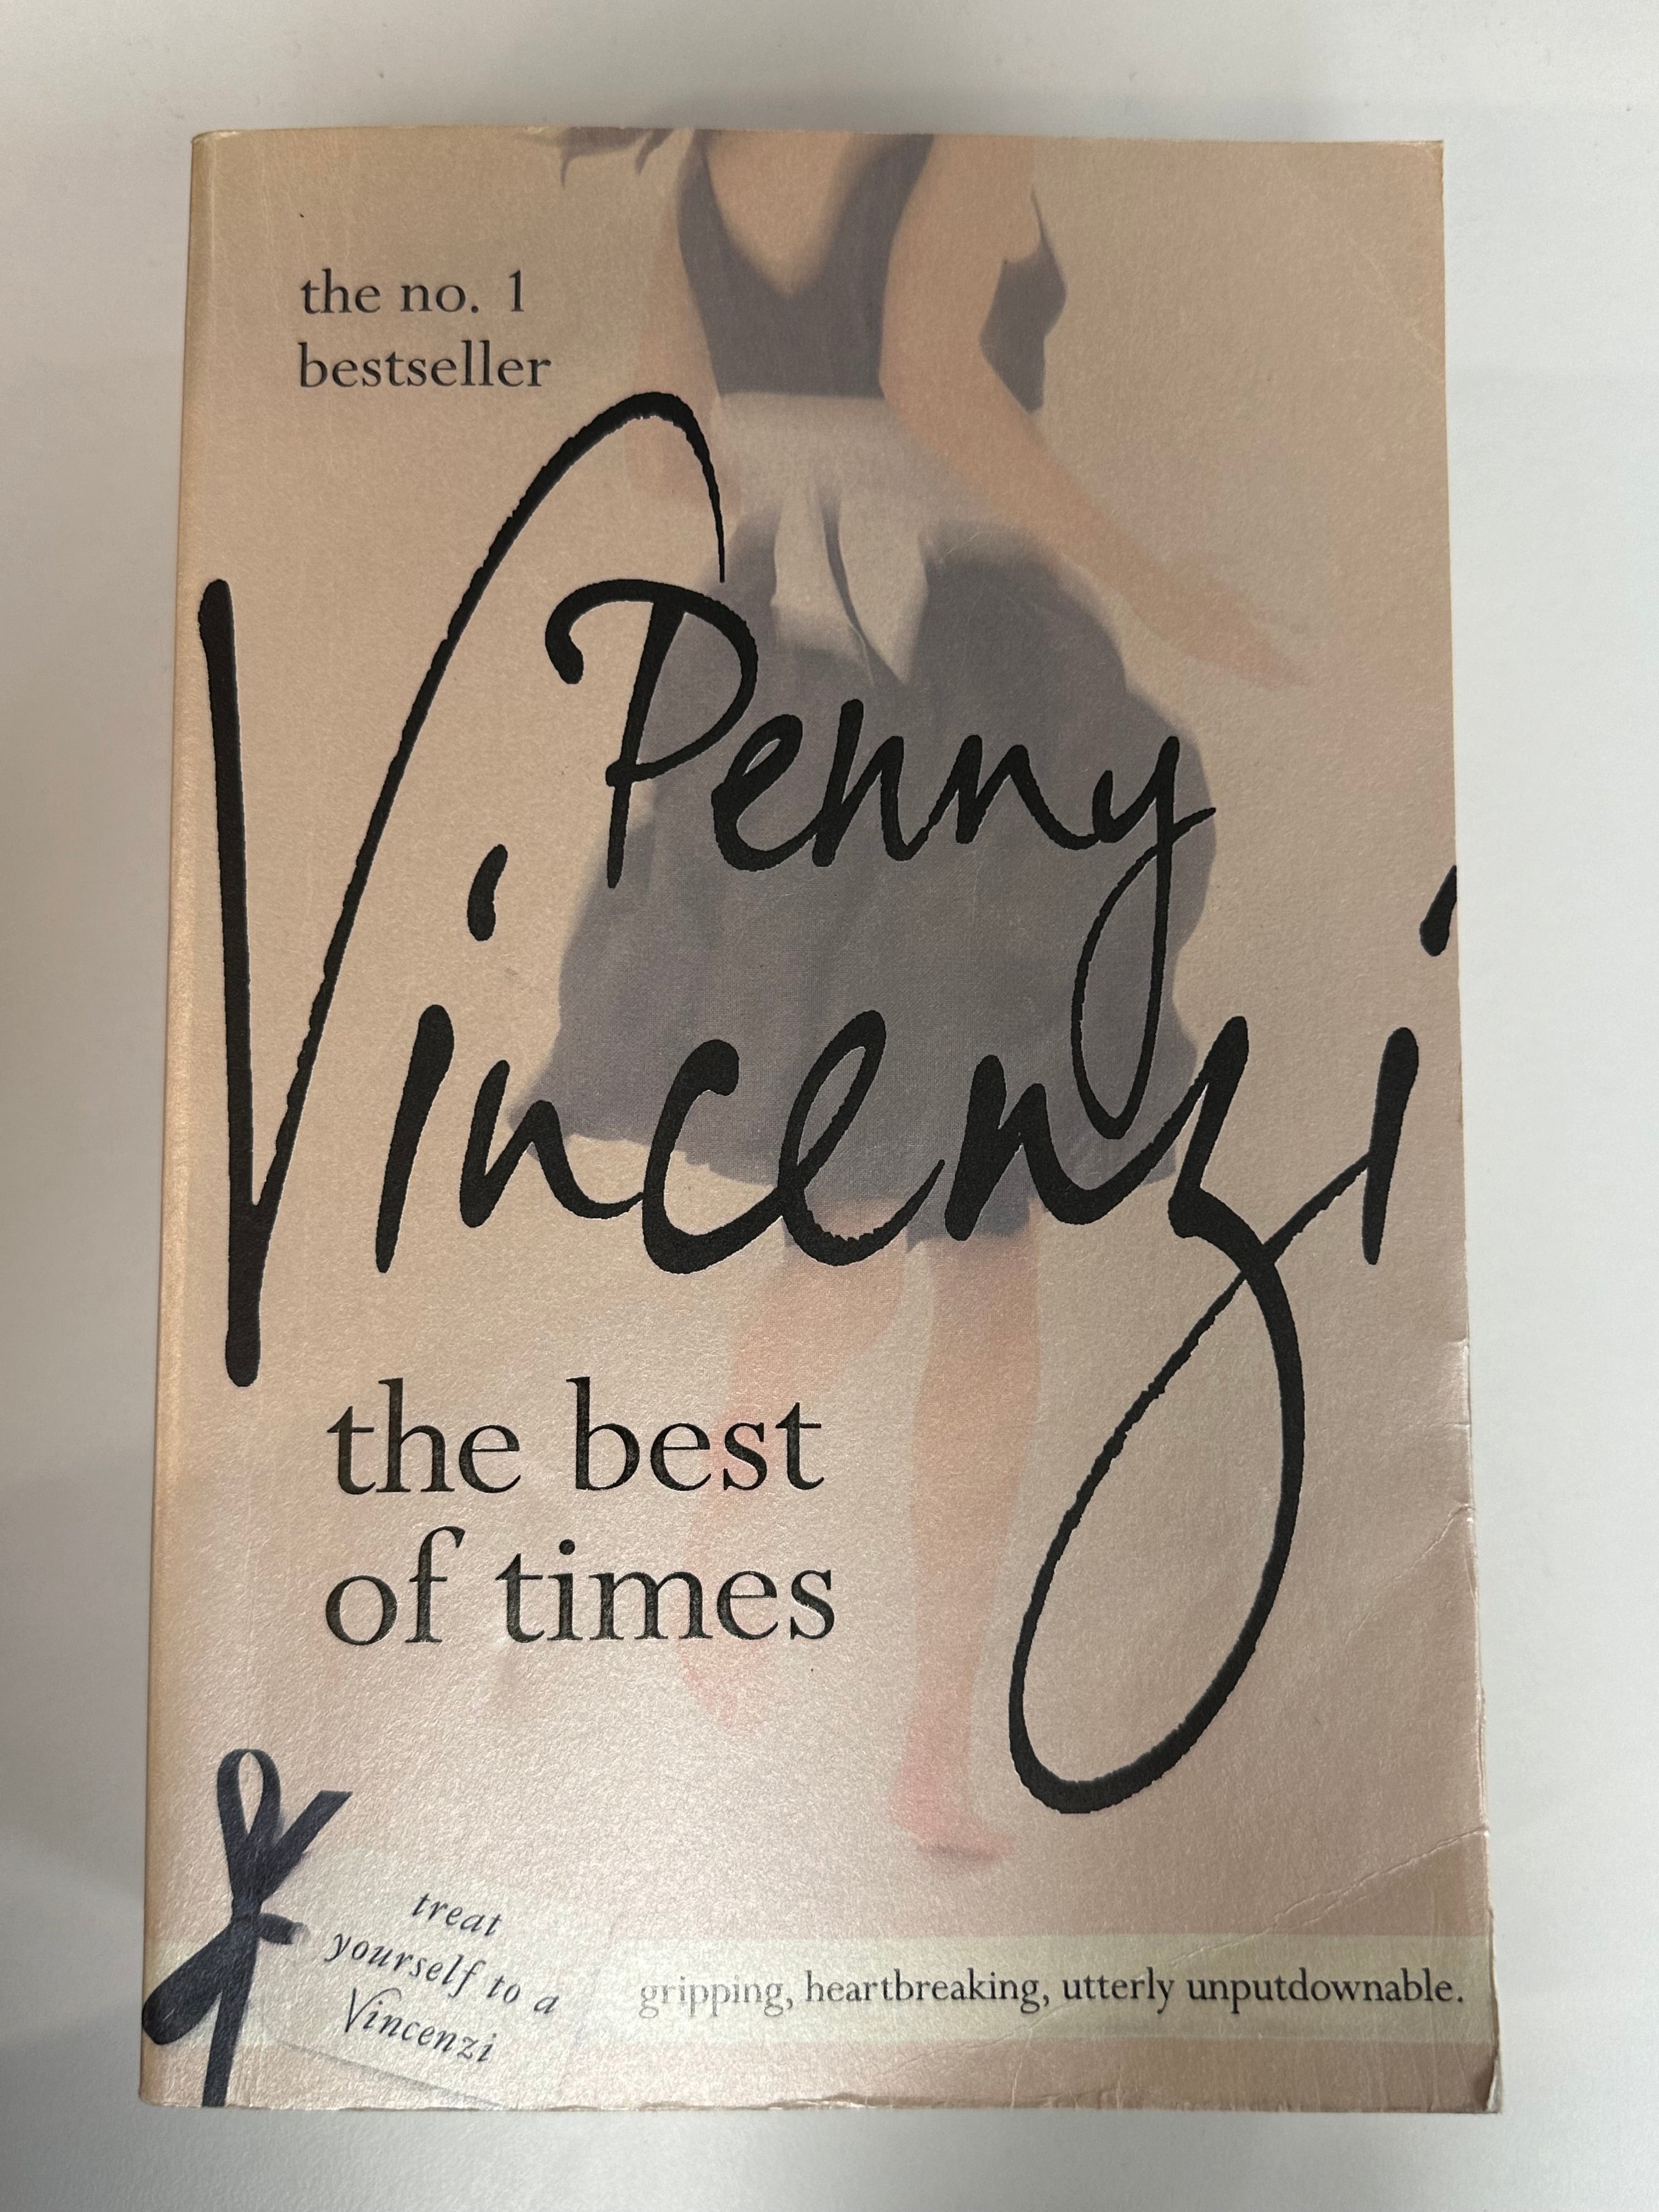 the no. 1
bestseller
Penny
Vincenzi
the best
of times
treat
yourself to a
Vincenzi
gripping, heartbreaking, utterly unputdownable.